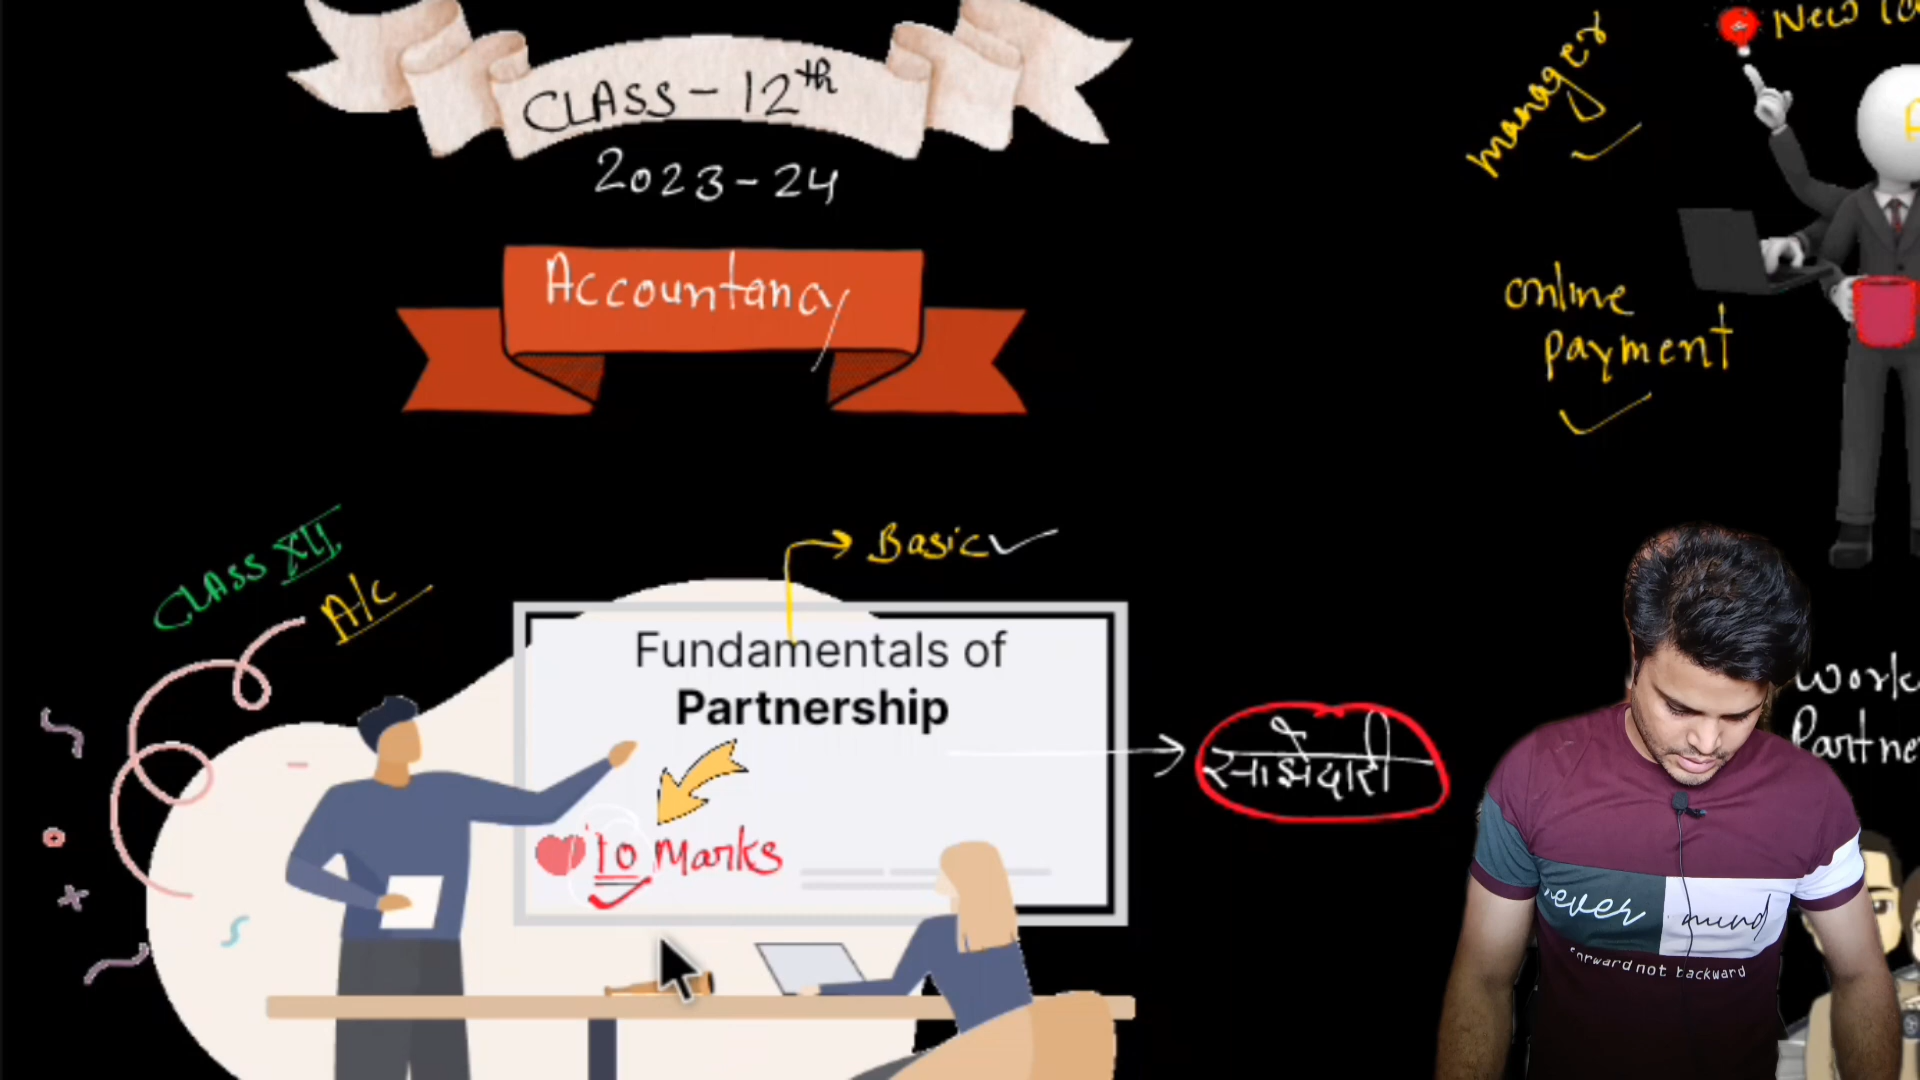 CLASS - 12th
2023-24
Accountancy
manager
New
online
payment
CLASS XII
A/c
Basic
Fundamentals of
Partnership
साझेदारी
10 Marks
Work
Partne
never mind
forward not backward